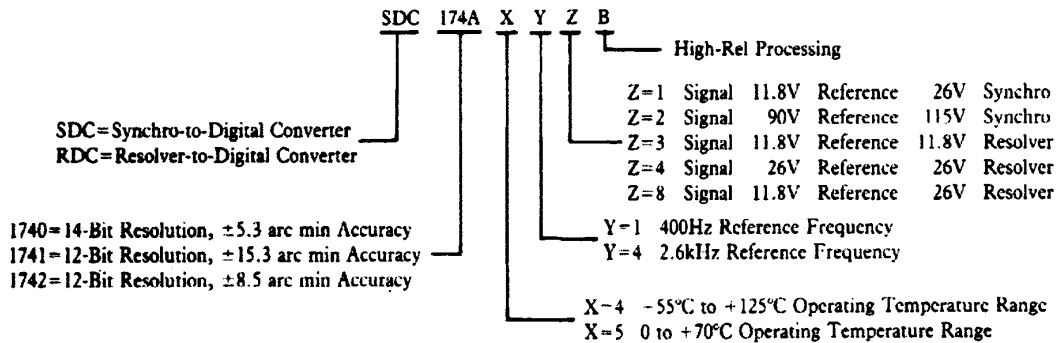 SDC 174A X Y Z B
High-Rel Processing
Z=1 Signal 11.8V Reference 26V Synchro
Z=2 Signal 90V Reference 115V Synchro
Z=3 Signal 11.8V Reference 11.8V Resolver
Z=4 Signal 26V Reference 26V Resolver
Z=8 Signal 11.8V Reference 26V Resolver
SDC=Synchro-to-Digital Converter
RDC=Resolver-to-Digital Converter
Y=1 400Hz Reference Frequency
Y=4 2.6kHz Reference Frequency
1740=14-Bit Resolution, ±5.3 arc min Accuracy
1741=12-Bit Resolution, ±15.3 arc min Accuracy
1742=12-Bit Resolution, ±8.5 arc min Accuracy
X=4 -55°C to +125°C Operating Temperature Range
X=5 0 to +70°C Operating Temperature Range